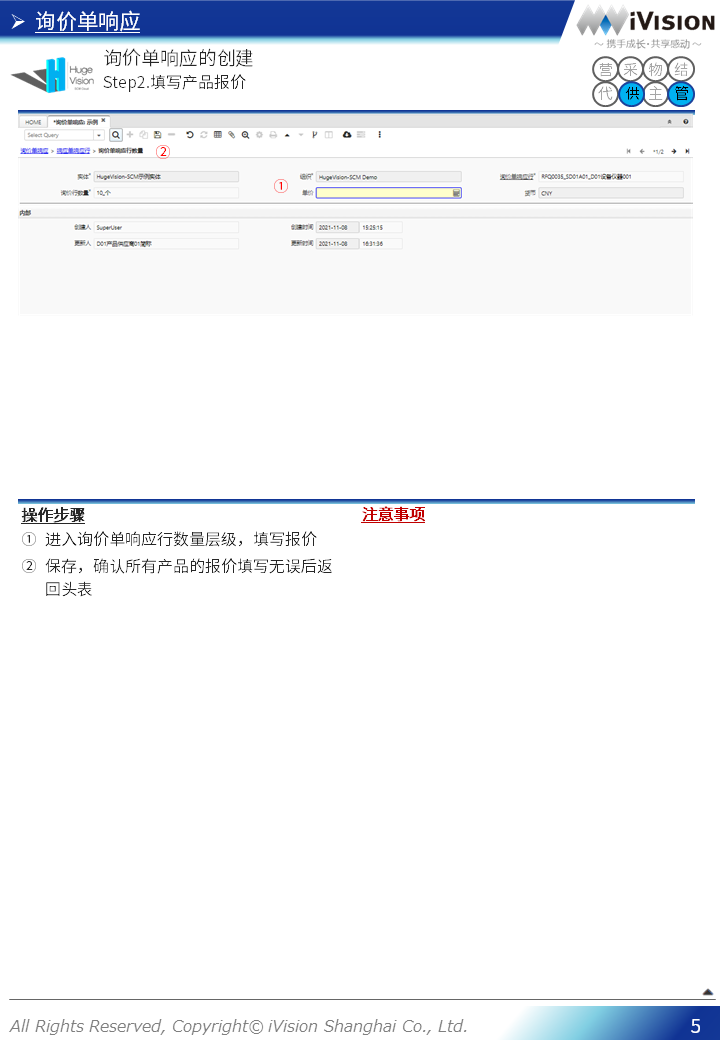 询价单响应
iVISION
～ 携手成长·共享感动 ～
Huge
Vision
询价单响应的创建
Step2.填写产品报价
营 采 物 结
代 供 主 管
HOME *询价单响应: 示例 ×
Select Query
询价单响应 > 响应单响应行 > 询价单响应行数量 ②
*1/2
实体* HugeVision-SCM示例实体 组织* HugeVision-SCM Demo 询价单响应行* RFQ0035_SD01A01_D01设备仪器001
询价行数量* 10_个 ① 单价 货币 CNY
内部
创建人 SuperUser 创建时间 2021-11-08 15:25:15
更新人 D01产品供应商01简称 更新时间 2021-11-08 16:31:36
操作步骤
① 进入询价单响应行数量层级，填写报价
② 保存，确认所有产品的报价填写无误后返
回头表
注意事项
All Rights Reserved, Copyright© iVision Shanghai Co., Ltd.
5